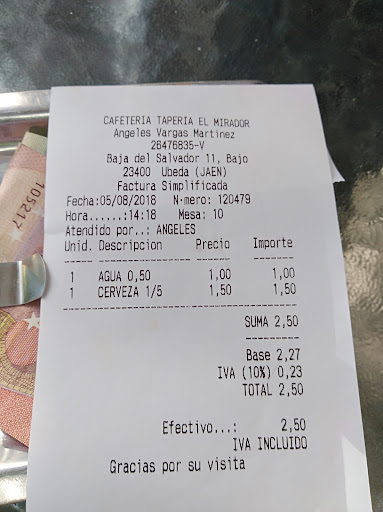 CAFETERIA TAPERIA EL MIRADOR
Angeles Vargas Martinez
26476835-V
Baja del Salvador 11, Bajo
23400 Ubeda (JAEN)
Factura Simplificada
Fecha:05/08/2018 N·mero: 120479
Hora......:14:18 Mesa: 10
Atendido por..: ANGELES
Unid. Descripcion Precio Importe
1 AGUA 0,50 1,00 1,00
1 CERVEZA 1/5 1,50 1,50
SUMA 2,50
Base 2,27
IVA (10%) 0,23
TOTAL 2,50
Efectivo...: 2,50
IVA INCLUIDO
Gracias por su visita
105217